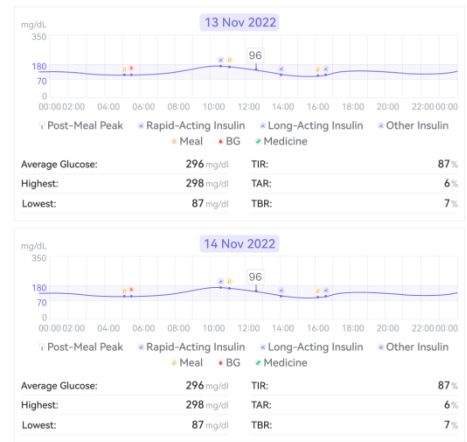 13 Nov 2022
mg/dL
350
96
180
70
0
00:00 02:00 04:00 06:00 08:00 10:00 12:00 14:00 16:00 18:00 20:00 22:00 00:00
Post-Meal Peak Rapid-Acting Insulin Long-Acting Insulin Other Insulin
Meal BG Medicine
Average Glucose: 296 mg/dl TIR: 87%
Highest: 298 mg/dl TAR: 6%
Lowest: 87 mg/dl TBR: 7%
14 Nov 2022
mg/dL
350
96
180
70
0
00:00 02:00 04:00 06:00 08:00 10:00 12:00 14:00 16:00 18:00 20:00 22:00 00:00
Post-Meal Peak Rapid-Acting Insulin Long-Acting Insulin Other Insulin
Meal BG Medicine
Average Glucose: 296 mg/dl TIR: 87%
Highest: 298 mg/dl TAR: 6%
Lowest: 87 mg/dl TBR: 7%